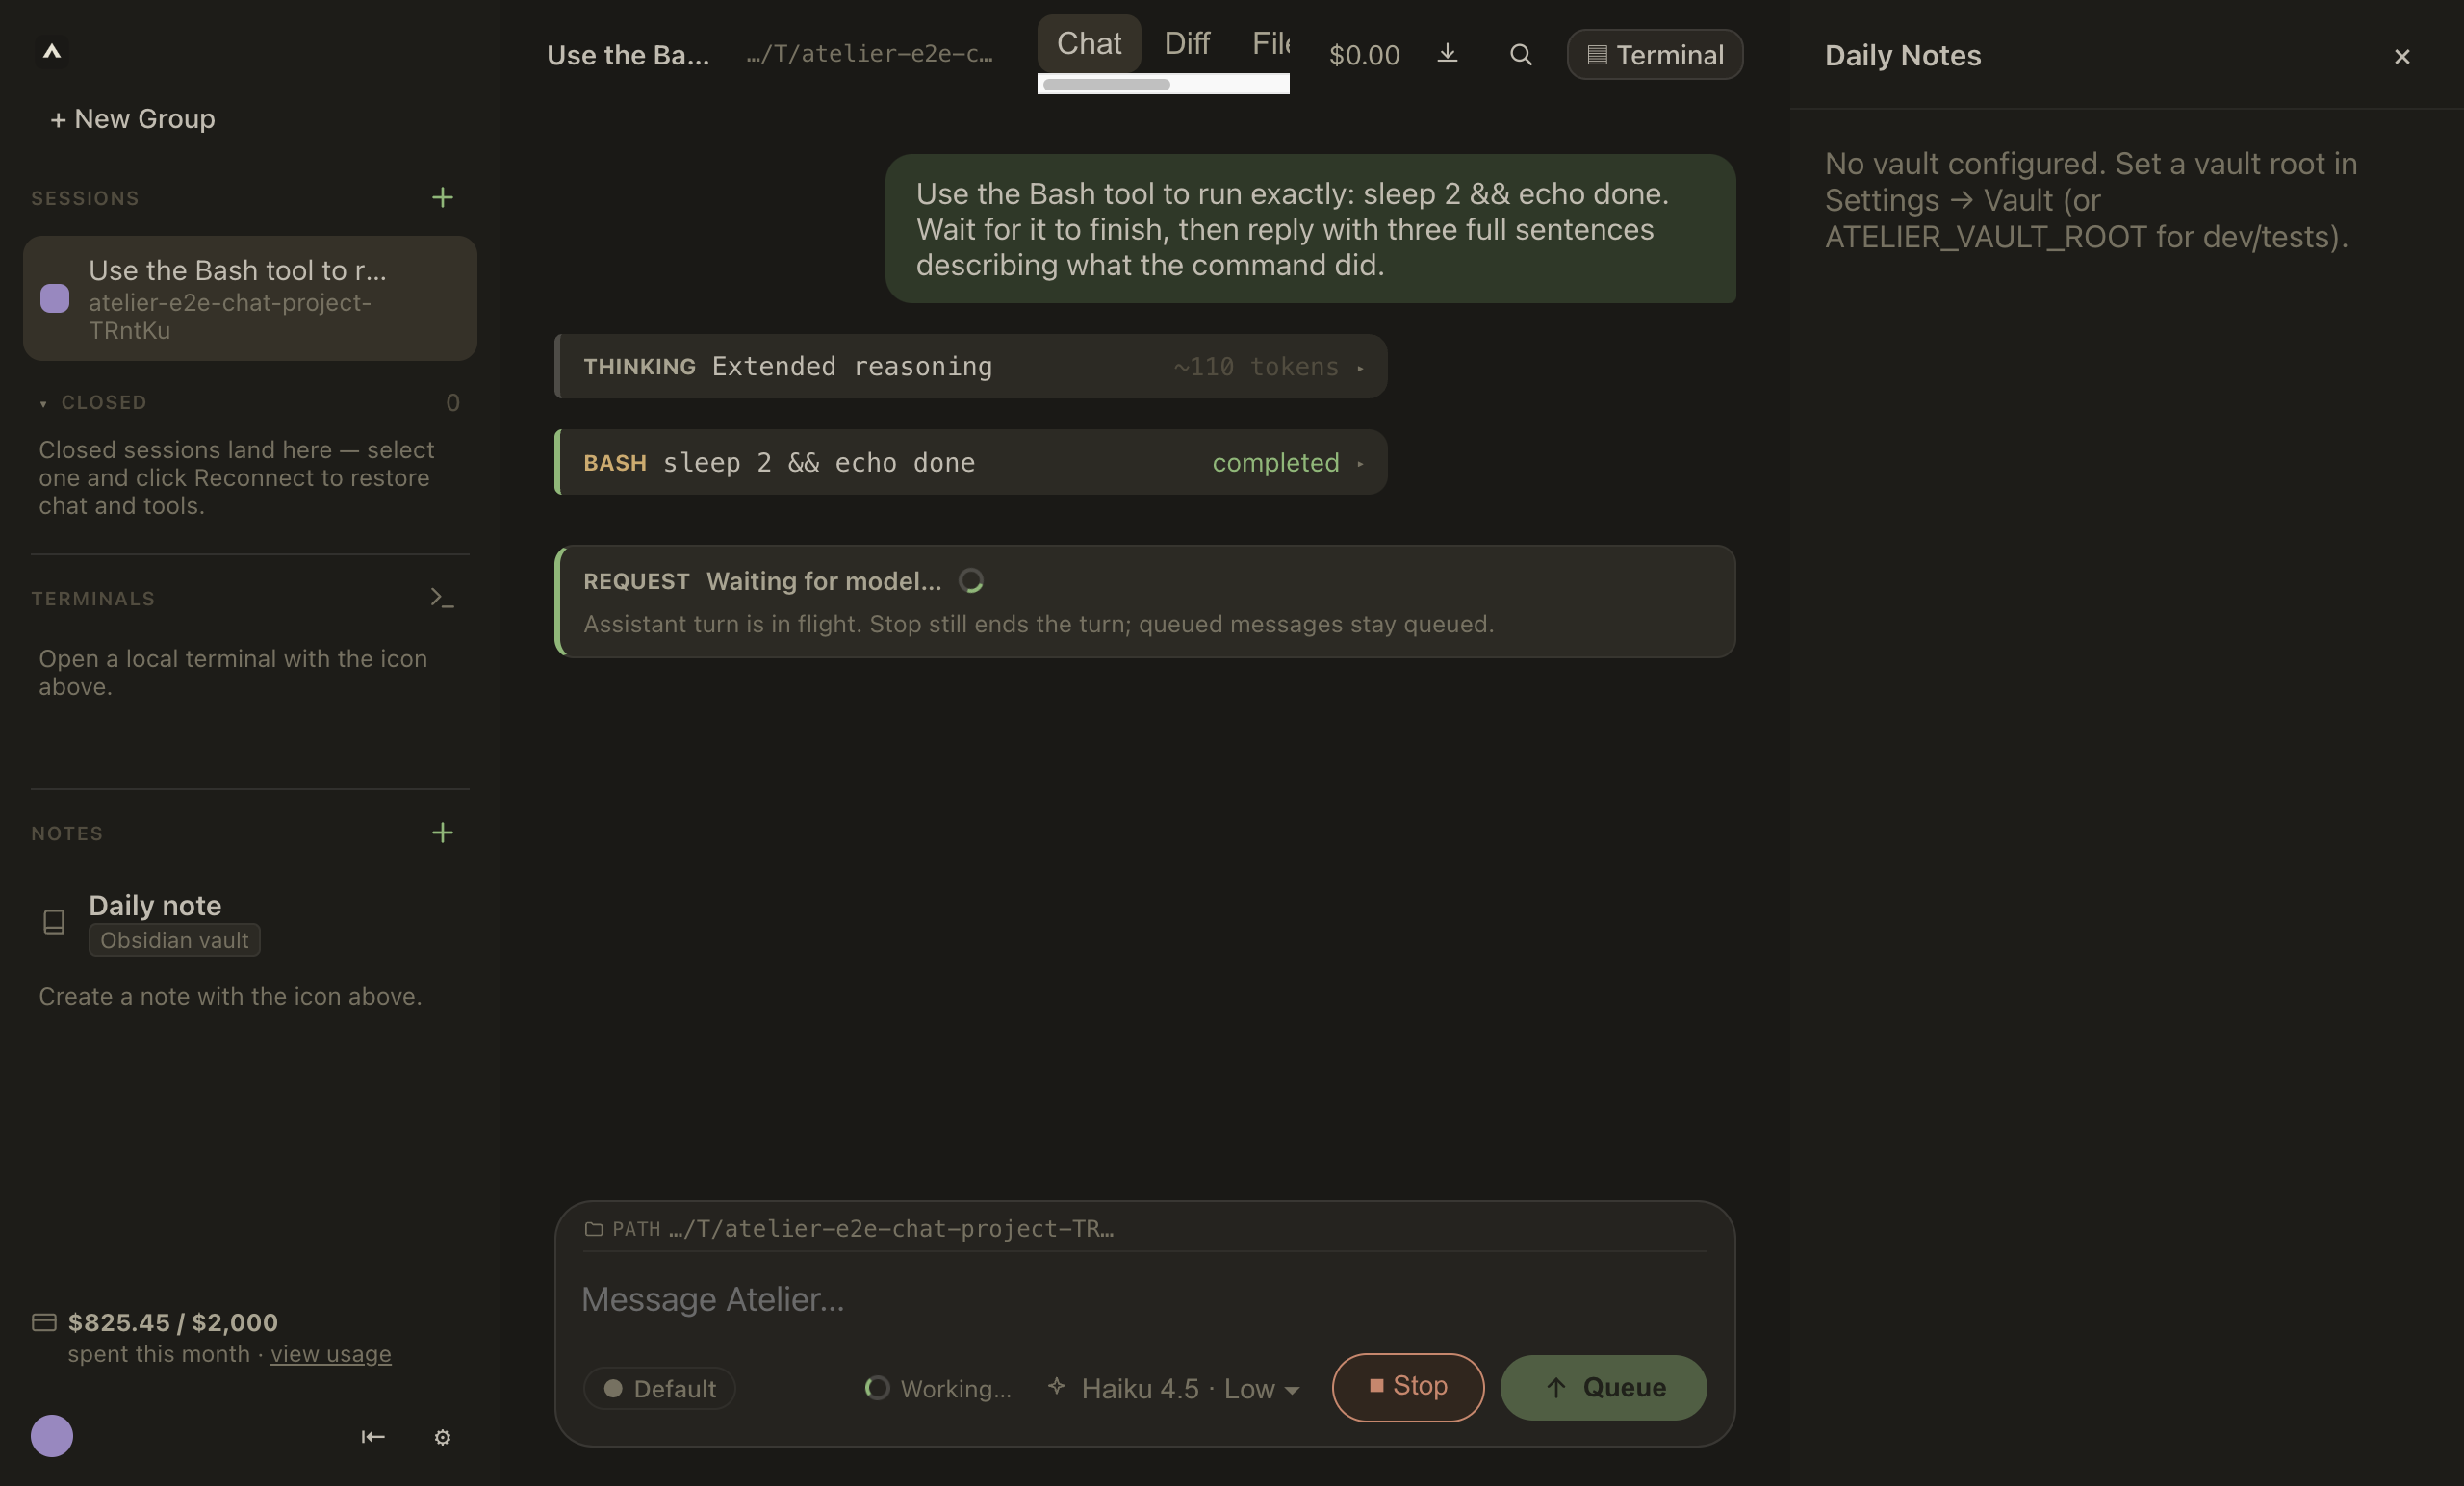 + New Group
SESSIONS
Use the Bash tool to r...
atelier-e2e-chat-project-
TRntKu
CLOSED 0
Closed sessions land here — select
one and click Reconnect to restore
chat and tools.
TERMINALS
Open a local terminal with the icon
above.
NOTES
Daily note
Obsidian vault
Create a note with the icon above.
$825.45 / $2,000
spent this month · view usage
Use the Ba... …/T/atelier-e2e-c… Chat Diff File $0.00 Terminal
Use the Bash tool to run exactly: sleep 2 && echo done.
Wait for it to finish, then reply with three full sentences
describing what the command did.
THINKING Extended reasoning ~110 tokens
BASH sleep 2 && echo done completed
REQUEST Waiting for model...
Assistant turn is in flight. Stop still ends the turn; queued messages stay queued.
PATH …/T/atelier-e2e-chat-project-TR…
Message Atelier...
Default Working... Haiku 4.5 · Low Stop Queue
Daily Notes
No vault configured. Set a vault root in
Settings → Vault (or
ATELIER_VAULT_ROOT for dev/tests).